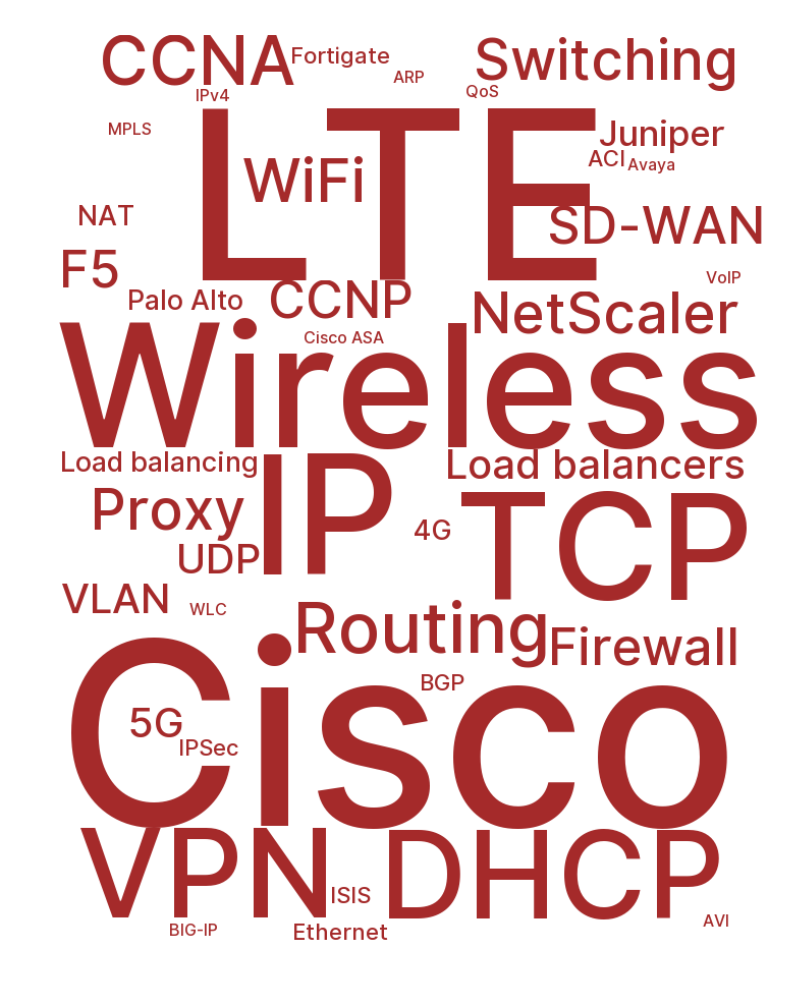 CCNA
Fortigate
Switching
ARP
IPv4
QoS
MPLS
LTE
Juniper
WiFi
ACI
Avaya
NAT
SD-WAN
F5
VoIP
Palo Alto
CCNP
NetScaler
Cisco ASA
Wireless
Load balancing
IP
Load balancers
Proxy
4G
TCP
UDP
VLAN
WLC
Routing
Firewall
BGP
Cisco
5G
IPSec
VPN
DHCP
ISIS
BIG-IP
Ethernet
AVI